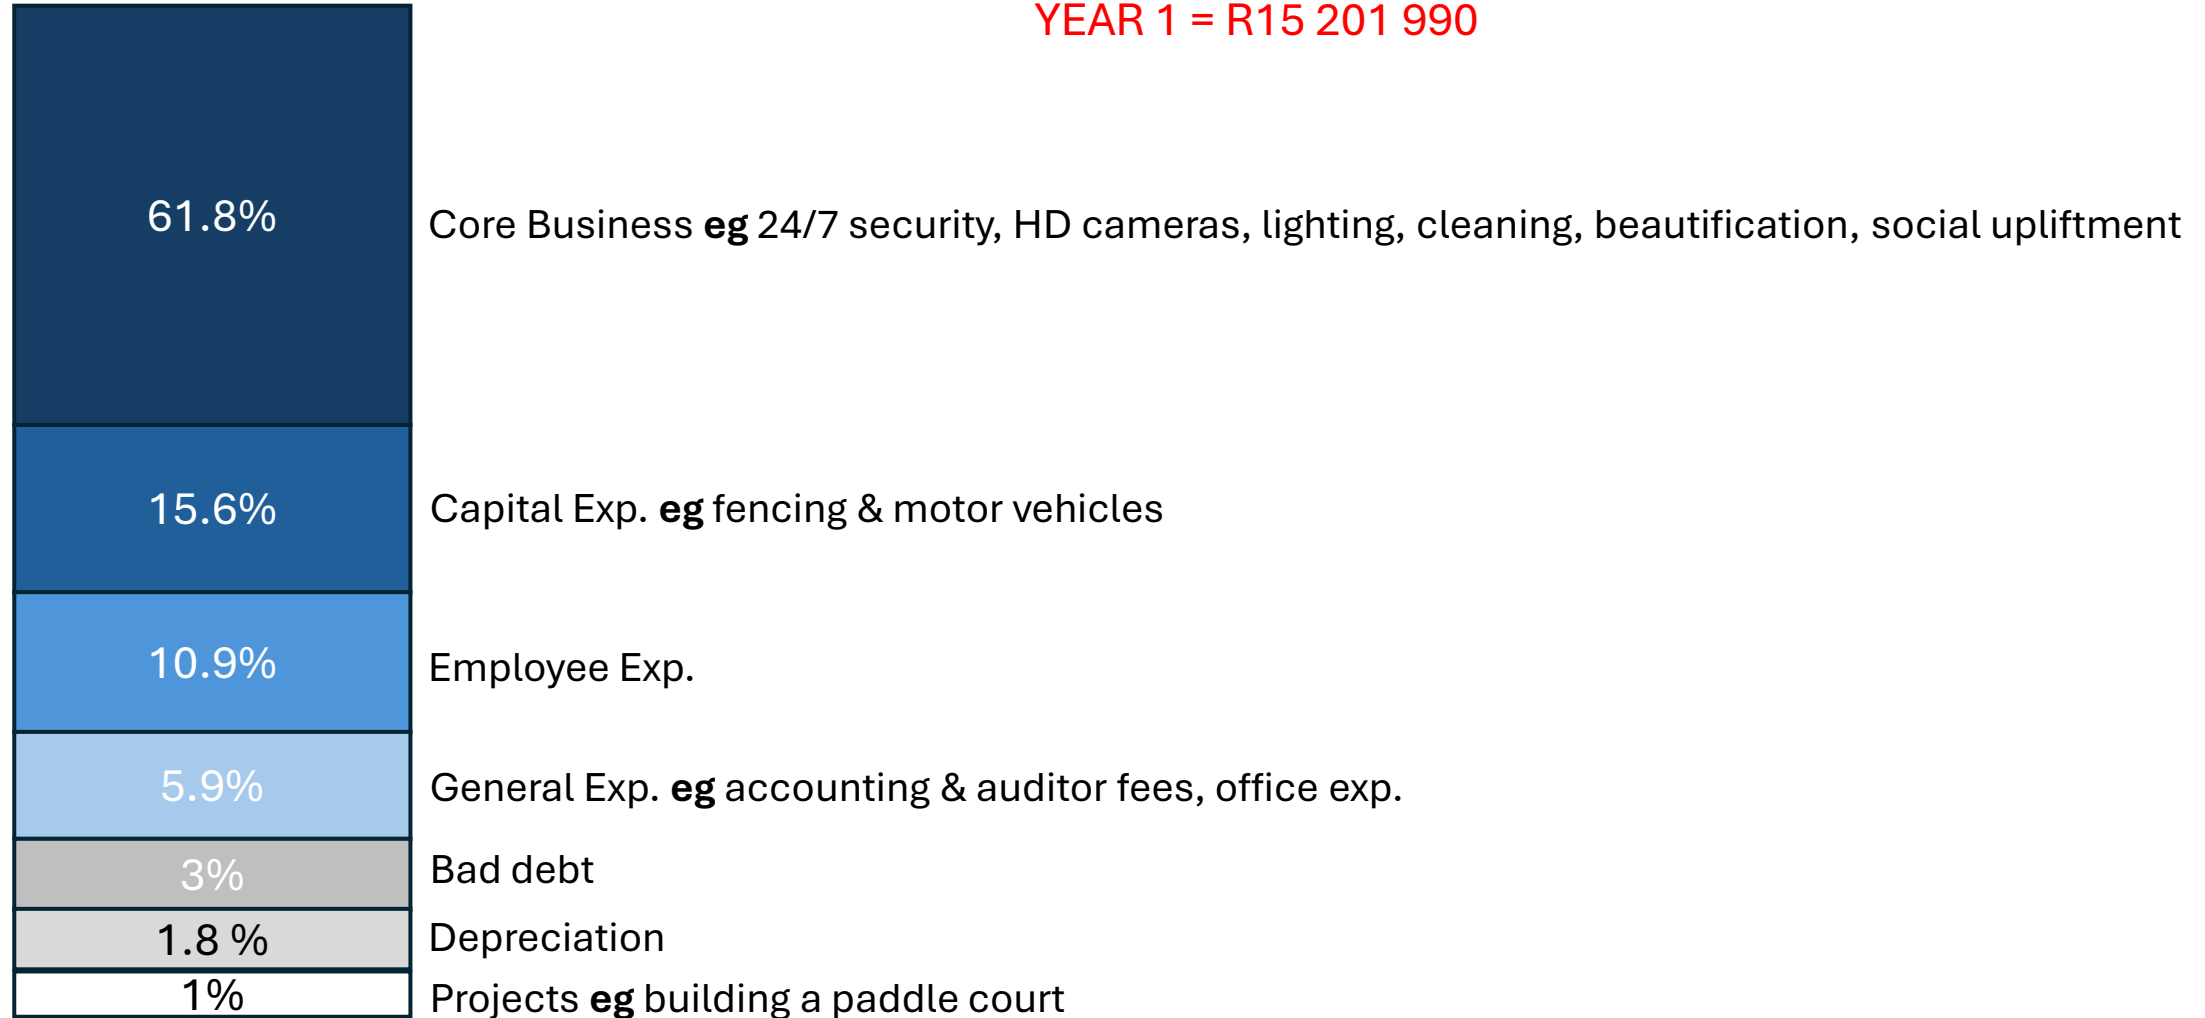 YEAR 1 = R15 201 990
61.8%
Core Business eg 24/7 security, HD cameras, lighting, cleaning, beautification, social upliftment
15.6%
Capital Exp. eg fencing & motor vehicles
10.9%
Employee Exp.
5.9%
General Exp. eg accounting & auditor fees, office exp.
3%
Bad debt
1.8 %
Depreciation
1%
Projects eg building a paddle court